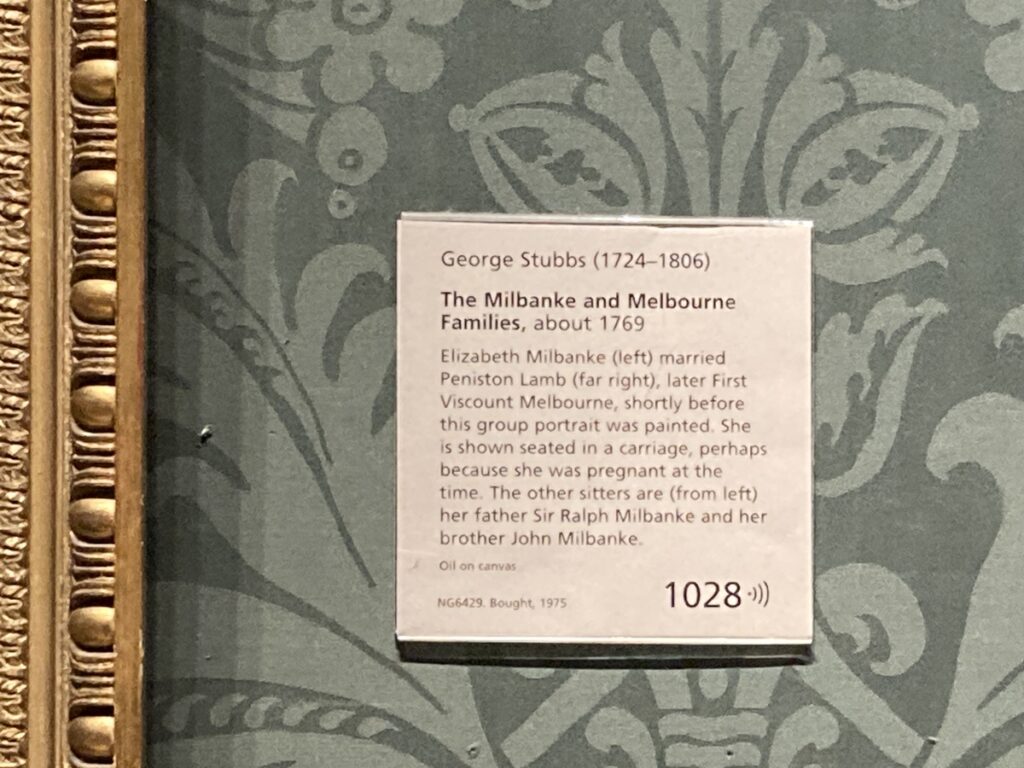 George Stubbs (1724–1806)
The Milbanke and Melbourne
Families, about 1769
Elizabeth Milbanke (left) married
Peniston Lamb (far right), later First
Viscount Melbourne, shortly before
this group portrait was painted. She
is shown seated in a carriage, perhaps
because she was pregnant at the
time. The other sitters are (from left)
her father Sir Ralph Milbanke and her
brother John Milbanke.
Oil on canvas
NG6429. Bought, 1975
1028